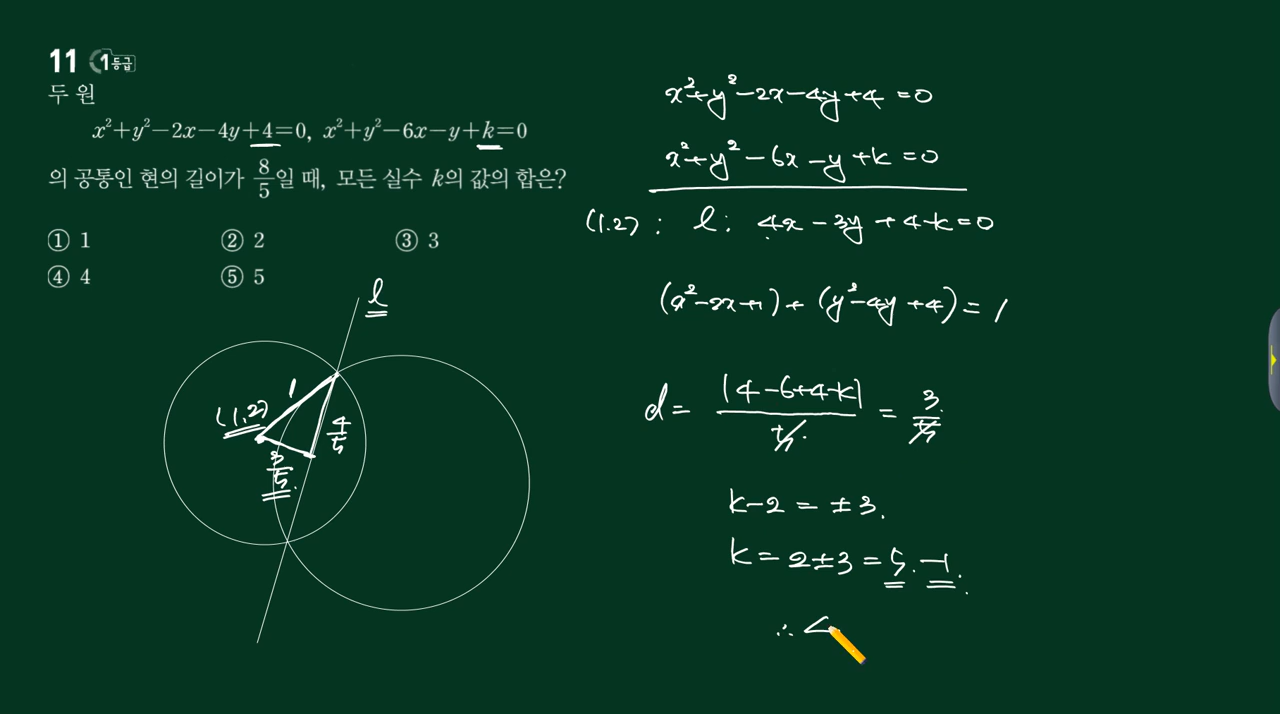 11 1등급
두 원
x²+y²−2x−4y+4=0, x²+y²−6x−y+k=0
의 공통인 현의 길이가 8/5일 때, 모든 실수 k의 값의 합은?
① 1 ② 2 ③ 3
④ 4 ⑤ 5
l
1
(1.2)
4/5
3/5.
x²+y²−2x−4y+4=0
x²+y²−6x−y+k=0
(1.2) : l : 4x−3y+4−k=0
(x²−2x+1)+(y²−4y+4)=1
d= |4−6+4−k|/5 = 3/5
k−2=±3.
k=2±3=5.−1.